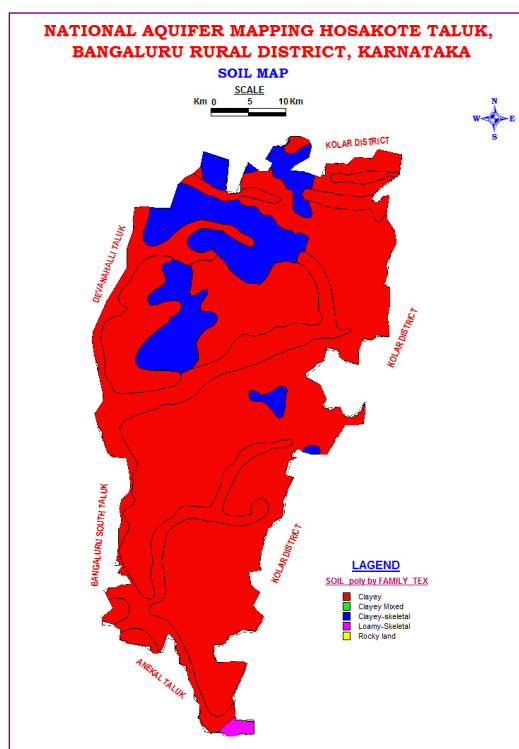 NATIONAL AQUIFER MAPPING HOSAKOTE TALUK,
BANGALURU RURAL DISTRICT, KARNATAKA
SOIL MAP
SCALE
Km 0 5 10 Km
N
W E
S
KOLAR DISTRICT
DEVANAHALLI TALUK
KOLAR DISTRICT
BANGALURU SOUTH TALUK
KOLAR DISTRICT
ANEKAL TALUK
LAGEND
SOIL_poly by FAMILY_TEX
Clayey
Clayey Mixed
Clayey-skeletal
Loamy-Skeletal
Rocky land